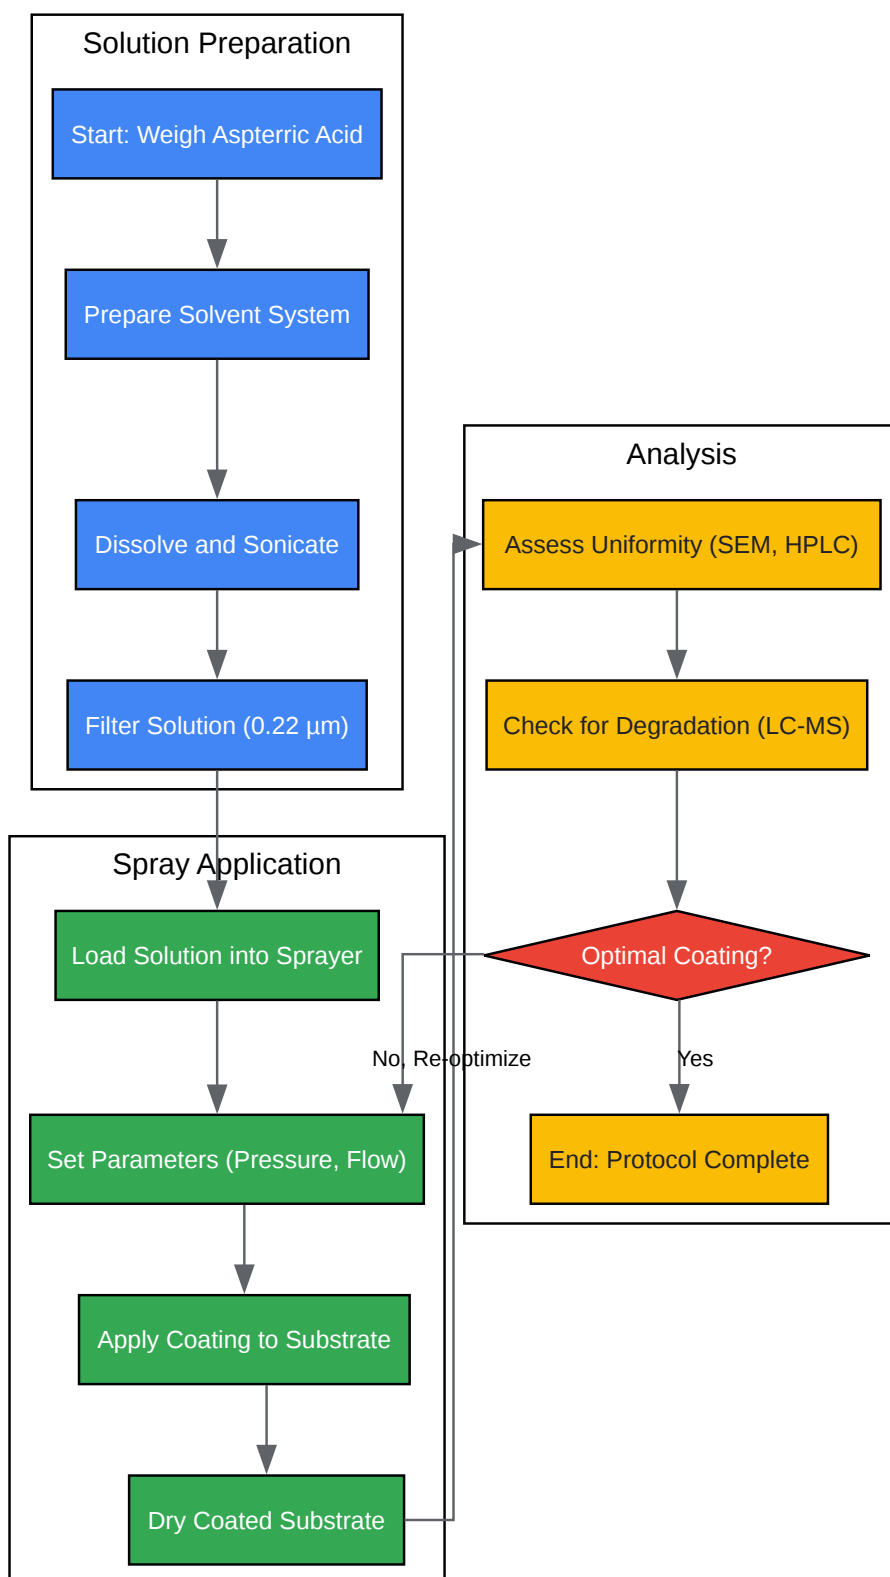 Solution Preparation
Start: Weigh Aspterric Acid
Prepare Solvent System
Dissolve and Sonicate
Filter Solution (0.22 µm)
Spray Application
Load Solution into Sprayer
Set Parameters (Pressure, Flow)
Apply Coating to Substrate
Dry Coated Substrate
Analysis
Assess Uniformity (SEM, HPLC)
Check for Degradation (LC-MS)
Optimal Coating?
No, Re-optimize
Yes
End: Protocol Complete